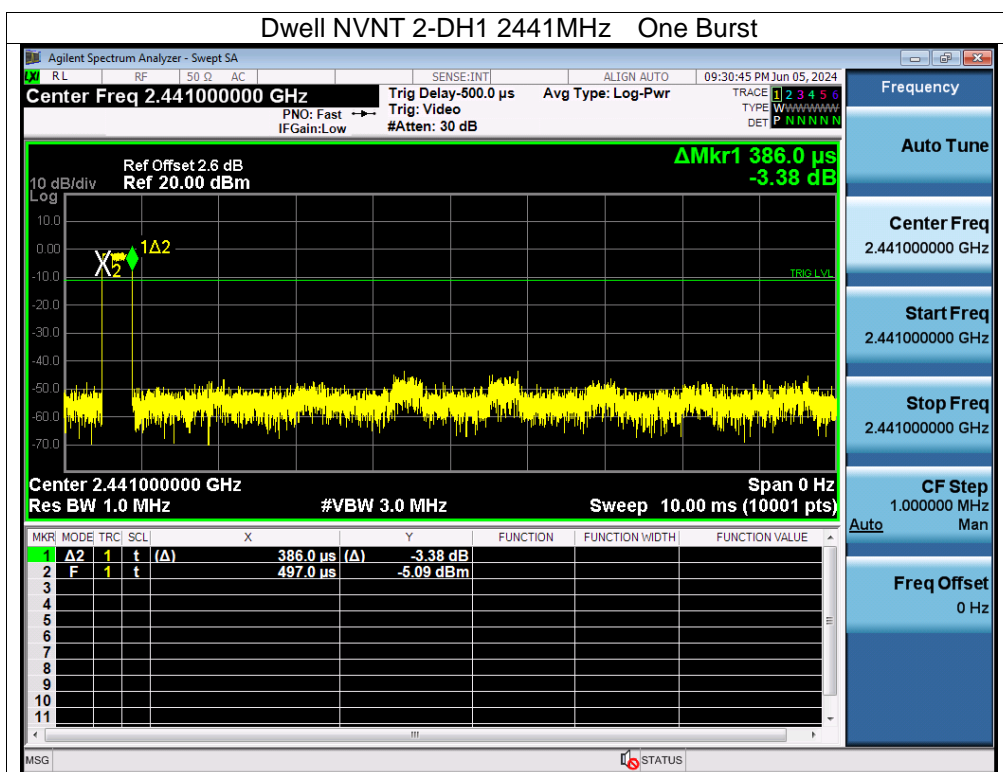 Dwell NVNT 2-DH1 2441MHz One Burst
Agilent Spectrum Analyzer - Swept SA
LXI RL RF 50 Ω AC SENSE:INT ALIGN AUTO 09:30:45 PM Jun 05, 2024
Center Freq 2.441000000 GHz Trig Delay-500.0 µs Avg Type: Log-Pwr TRACE 1 2 3 4 5 6
PNO: Fast Trig: Video TYPE WWWWWWW
IFGain:Low #Atten: 30 dB DET P N N N N N
Frequency
Auto Tune
Center Freq
2.441000000 GHz
Start Freq
2.441000000 GHz
Stop Freq
2.441000000 GHz
CF Step
1.000000 MHz
Auto Man
Freq Offset
0 Hz
ΔMkr1 386.0 µs
-3.38 dB
Ref Offset 2.6 dB
10 dB/div Ref 20.00 dBm
Log
10.0
0.00
-10.0
-20.0
-30.0
-40.0
-50.0
-60.0
-70.0
1Δ2
X2
TRIG LVL
Center 2.441000000 GHz Span 0 Hz
Res BW 1.0 MHz #VBW 3.0 MHz Sweep 10.00 ms (10001 pts)
MKR MODE TRC SCL X Y FUNCTION FUNCTION WIDTH FUNCTION VALUE
1 Δ2 1 t (Δ) 386.0 µs (Δ) -3.38 dB
2 F 1 t 497.0 µs -5.09 dBm
3
4
5
6
7
8
9
10
11
MSG STATUS